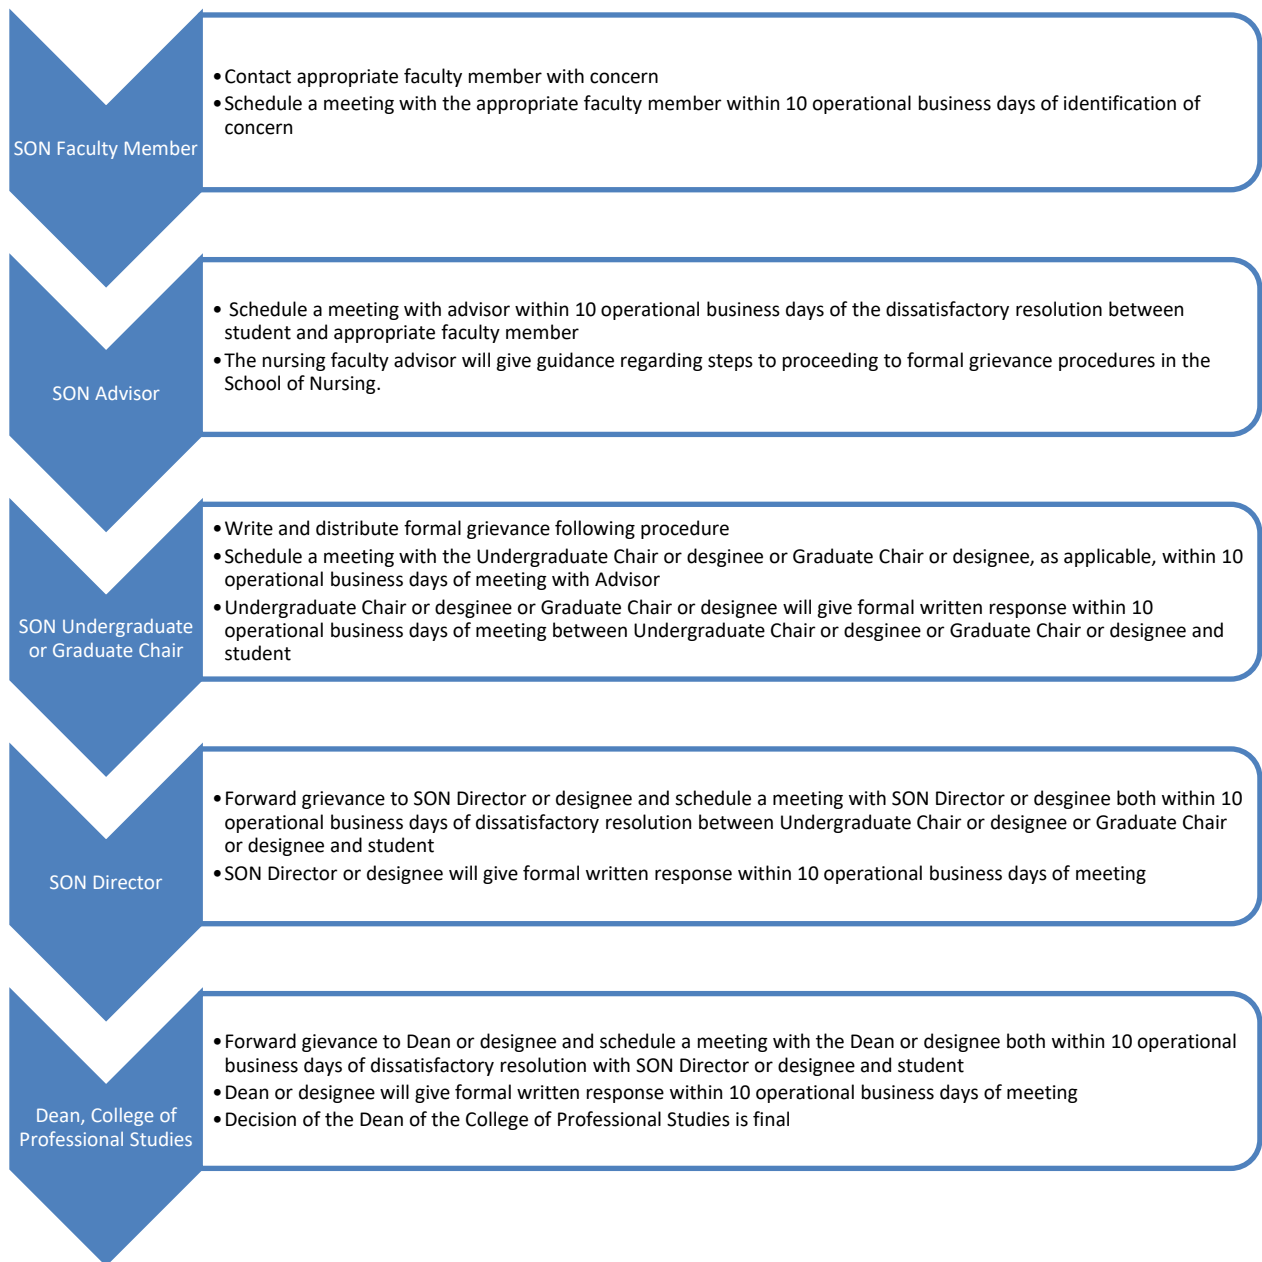 SON Faculty Member
•Contact appropriate faculty member with concern
•Schedule a meeting with the appropriate faculty member within 10 operational business days of identification of
concern
SON Advisor
• Schedule a meeting with advisor within 10 operational business days of the dissatisfactory resolution between
student and appropriate faculty member
•The nursing faculty advisor will give guidance regarding steps to proceeding to formal grievance procedures in the
School of Nursing.
SON Undergraduate
or Graduate Chair
•Write and distribute formal grievance following procedure
•Schedule a meeting with the Undergraduate Chair or desginee or Graduate Chair or designee, as applicable, within 10
operational business days of meeting with Advisor
•Undergraduate Chair or desginee or Graduate Chair or designee will give formal written response within 10
operational business days of meeting between Undergraduate Chair or desginee or Graduate Chair or designee and
student
SON Director
•Forward grievance to SON Director or designee and schedule a meeting with SON Director or desginee both within 10
operational business days of dissatisfactory resolution between Undergraduate Chair or designee or Graduate Chair
or designee and student
•SON Director or designee will give formal written response within 10 operational business days of meeting
Dean, College of
Professional Studies
•Forward gievance to Dean or designee and schedule a meeting with the Dean or designee both within 10 operational
business days of dissatisfactory resolution with SON Director or designee and student
•Dean or designee will give formal written response within 10 operational business days of meeting
•Decision of the Dean of the College of Professional Studies is final